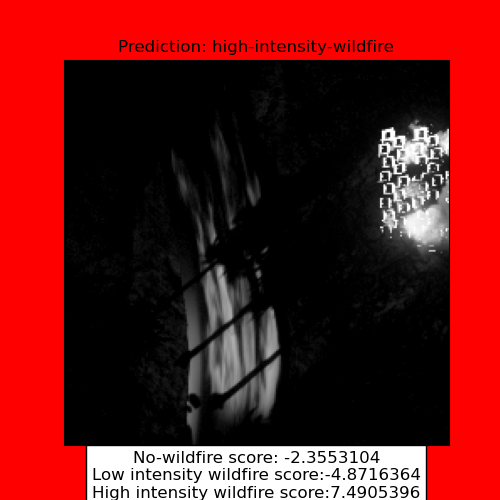 Prediction: high-intensity-wildfire
No-wildfire score: -2.3553104
Low intensity wildfire score:-4.8716364
High intensity wildfire score:7.4905396